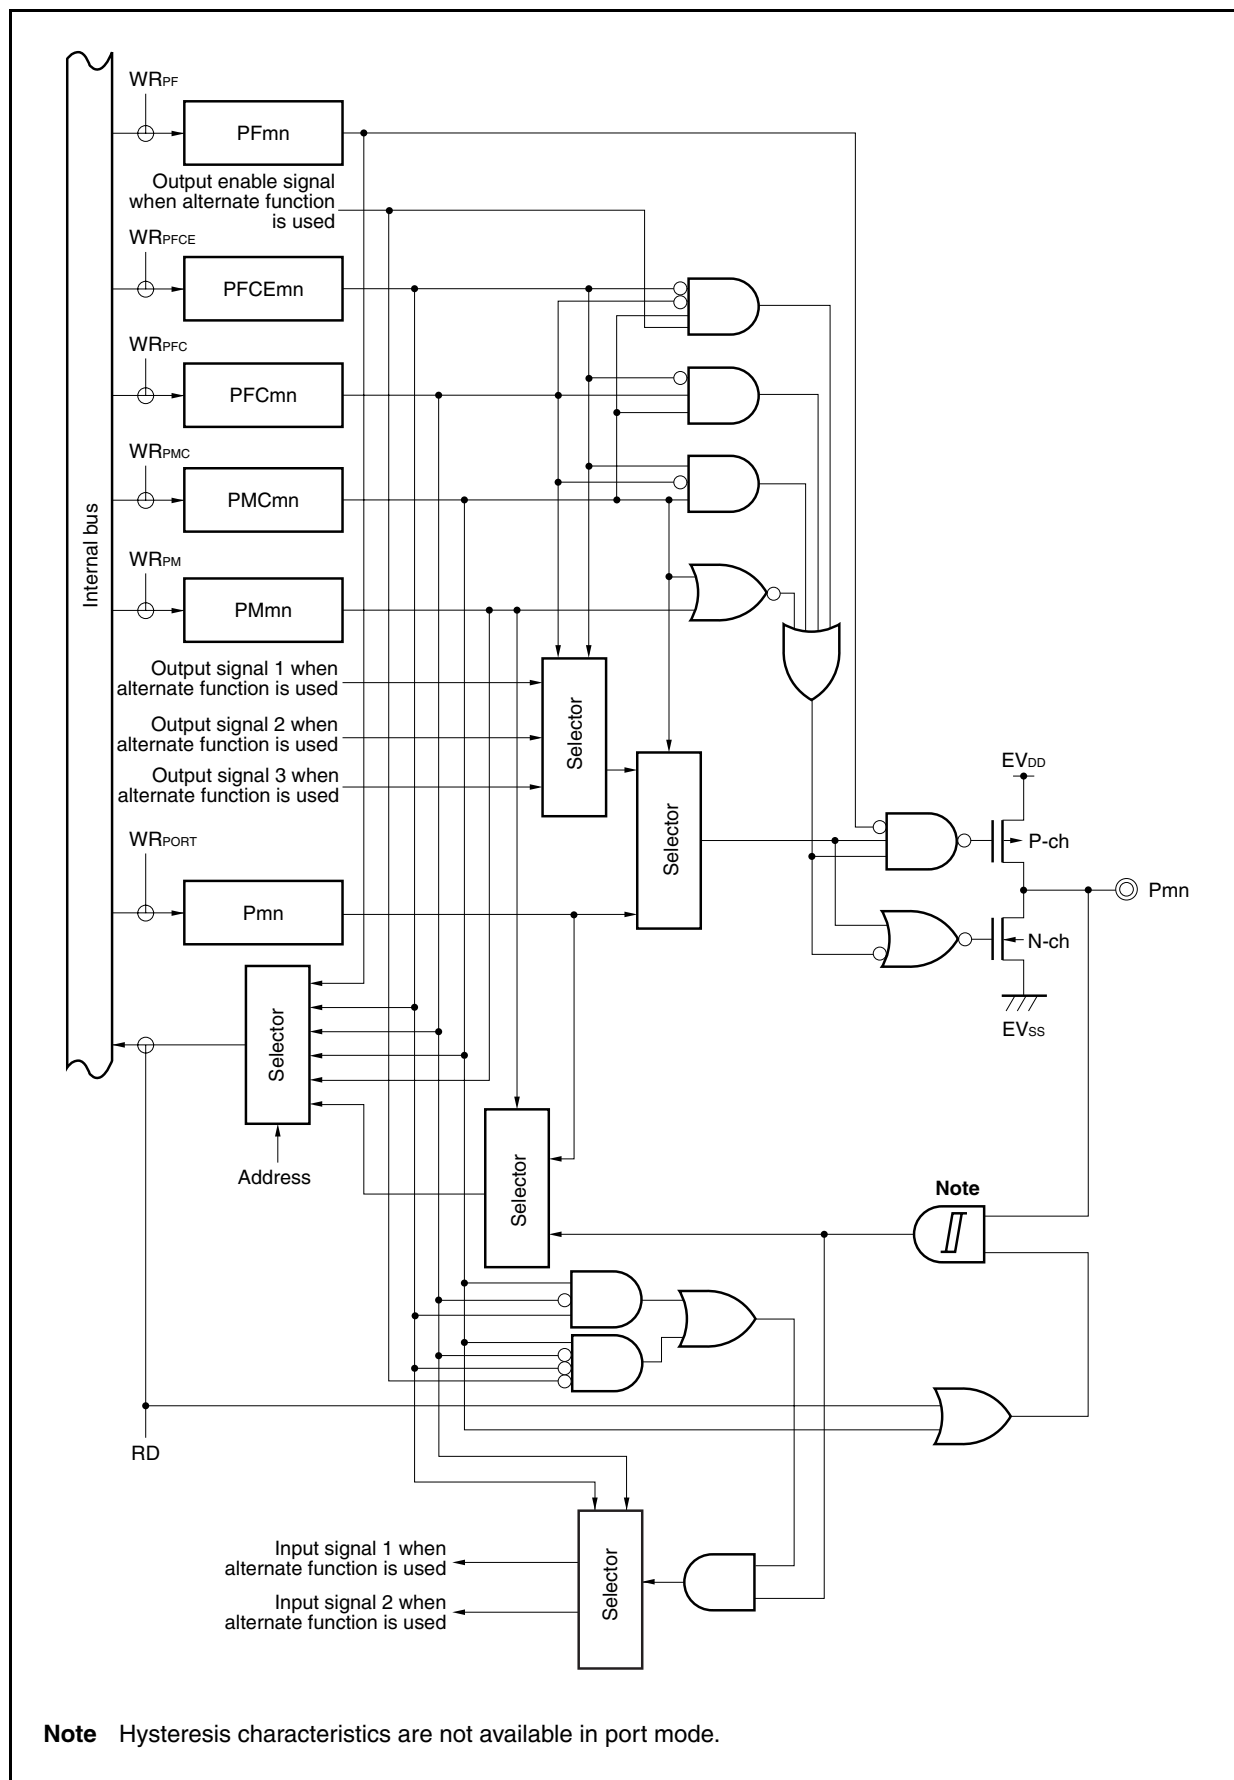 WRPF
PFmn
Output enable signal
when alternate function
is used
WRPFCE
PFCEmn
WRPFC
PFCmn
WRPMC
PMCmn
Internal bus
WRPM
PMmn
Output signal 1 when
alternate function is used
Output signal 2 when
alternate function is used
Output signal 3 when
alternate function is used
Selector
Selector
EVDD
P-ch
WRPORT
Pmn
Pmn
N-ch
EVSS
Selector
Address
Selector
Note
RD
Input signal 1 when
alternate function is used
Input signal 2 when
alternate function is used
Selector
Note Hysteresis characteristics are not available in port mode.